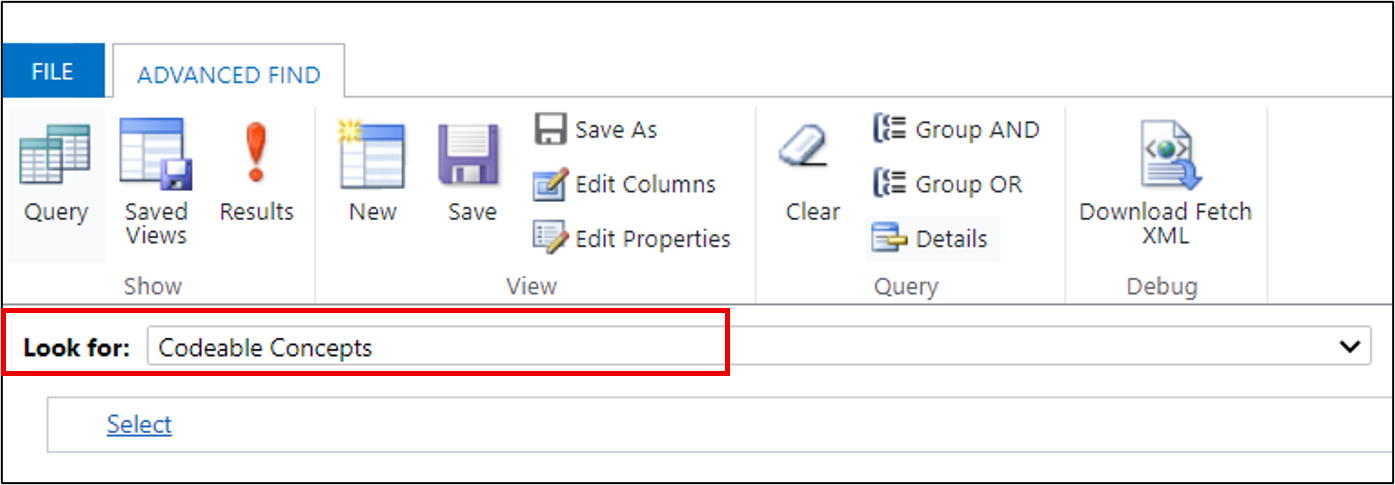 FILE
ADVANCED FIND
Query
Saved
Views
Results
Show
New
Save
Save As
Edit Columns
Edit Properties
View
Clear
Group AND
Group OR
Details
Query
Download Fetch
XML
Debug
Look for: Codeable Concepts
Select